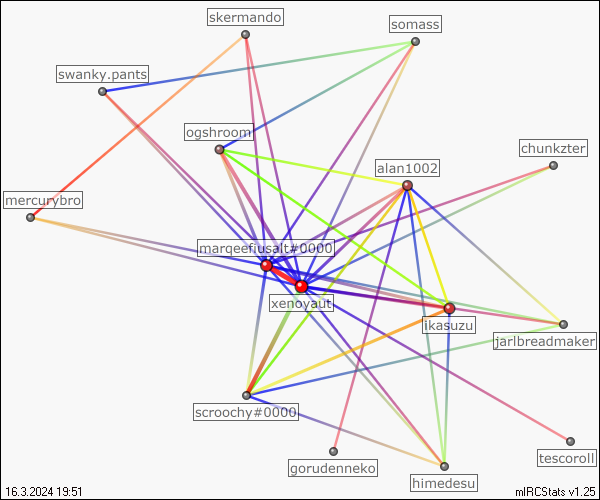 skermando
somass
swanky.pants
ogshroom
chunkzter
alan1002
mercurybro
marqeefiusalt#0000
xenoyaut
ikasuzu
jarlbreadmaker
scroochy#0000
gorudenneko
tescoroll
himedesu
16.3.2024 19:51
mIRCStats v1.25